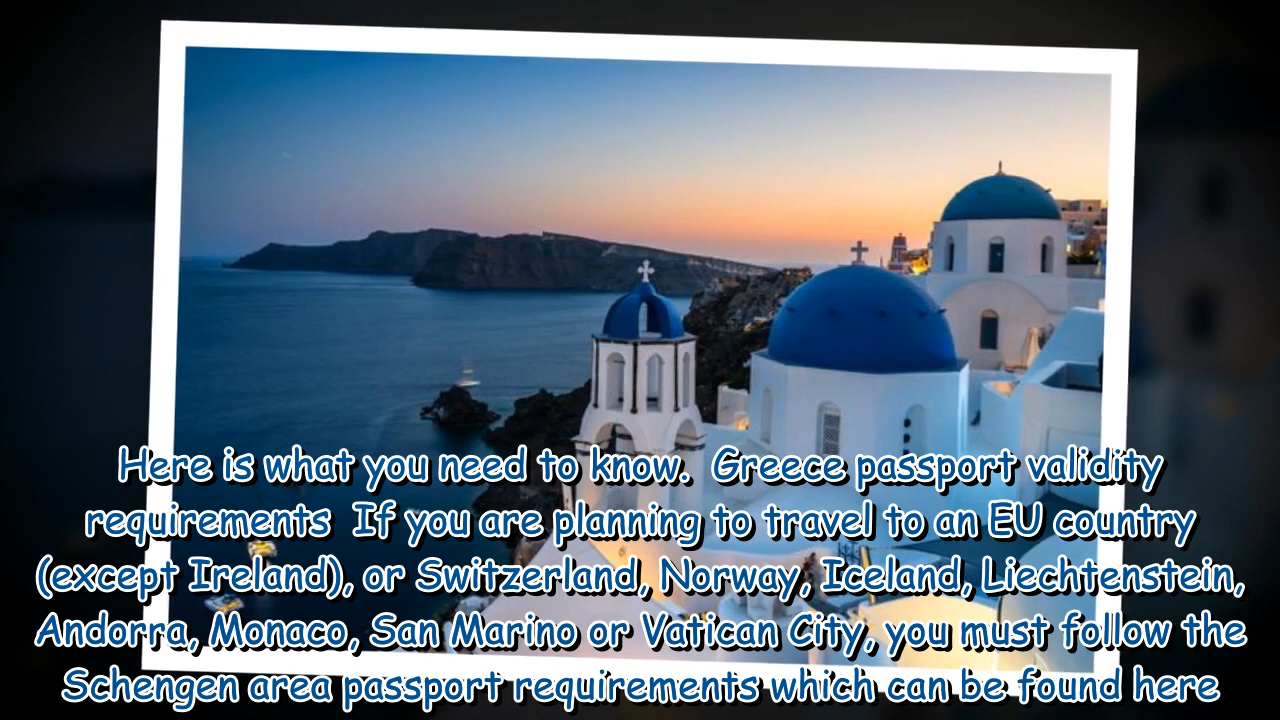 Here is what you need to know.  Greece passport validity
requirements  If you are planning to travel to an EU country
(except Ireland), or Switzerland, Norway, Iceland, Liechtenstein,
Andorra, Monaco, San Marino or Vatican City, you must follow the
Schengen area passport requirements which can be found here